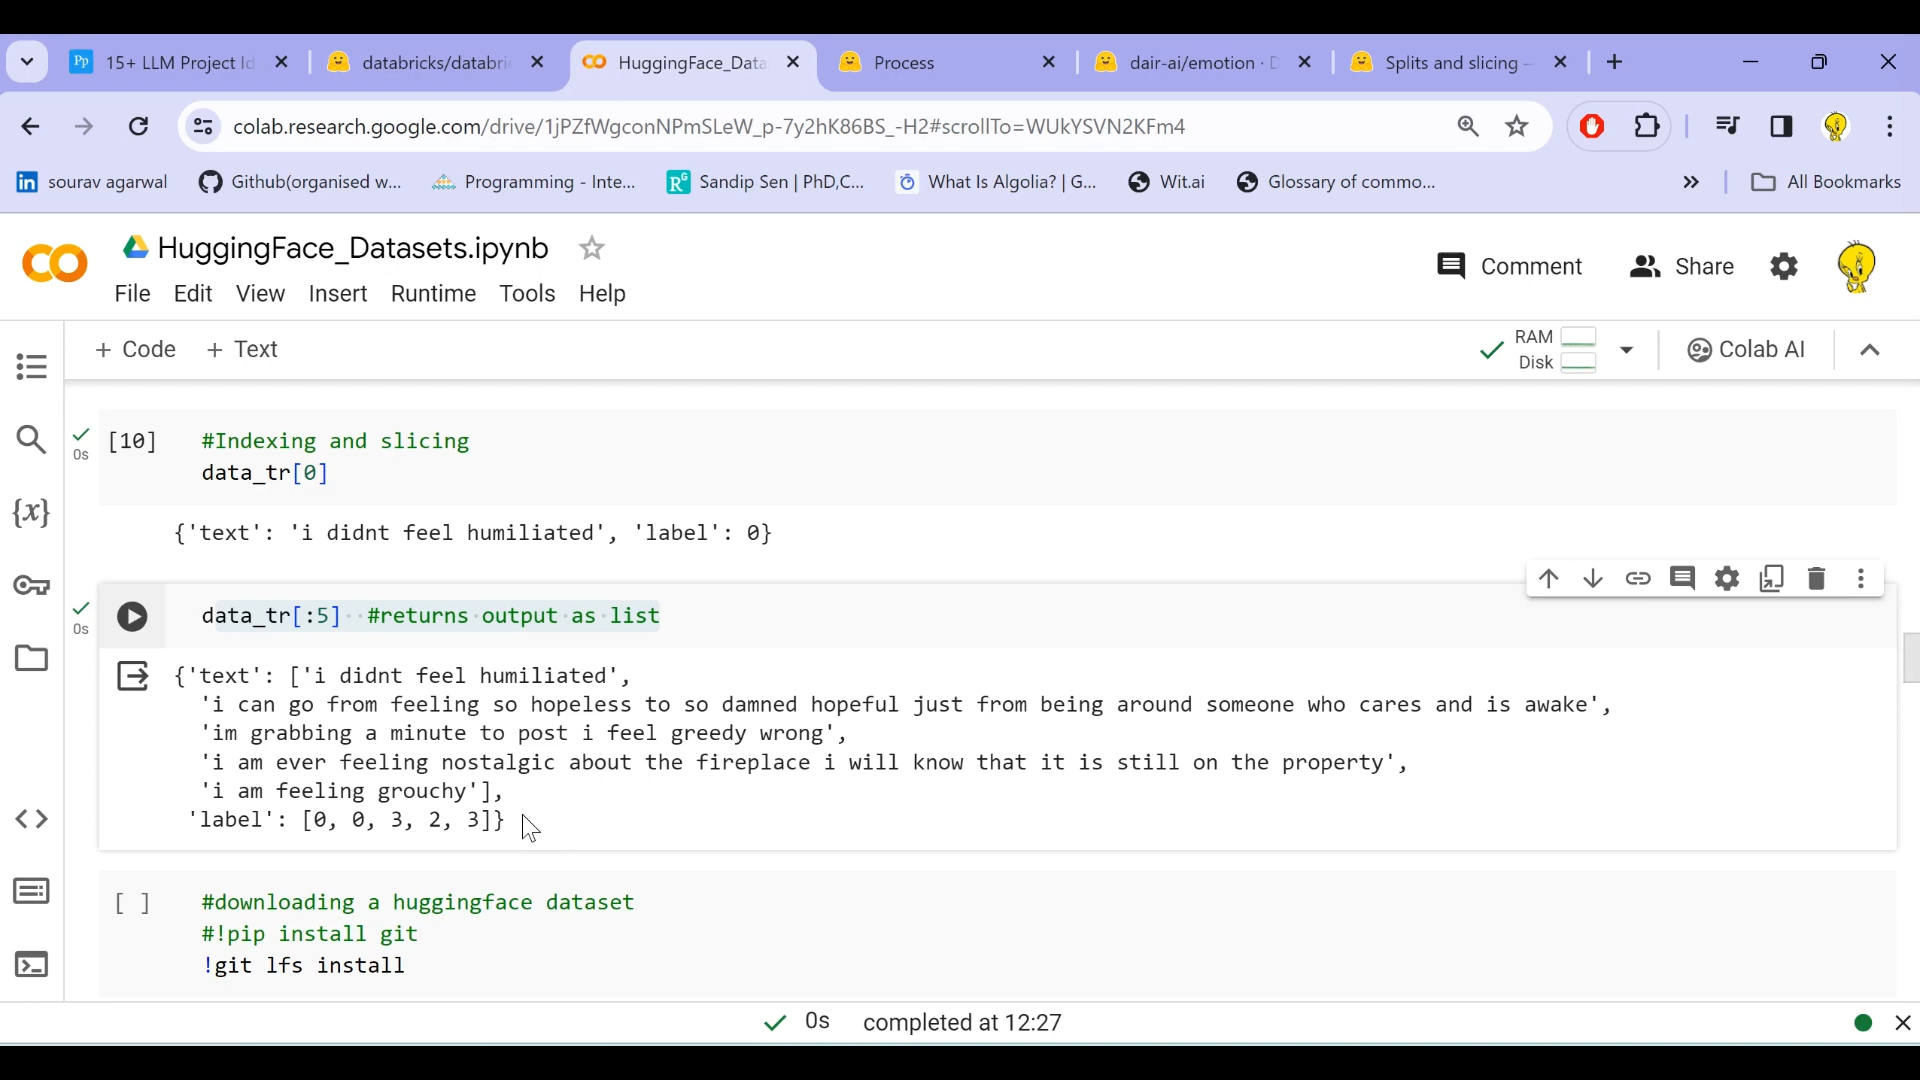 15+ LLM Project Id
databricks/databri
HuggingFace_Data
Process
dair-ai/emotion · D
Splits and slicing –
colab.research.google.com/drive/1jPZfWgconNPmSLeW_p-7y2hK86BS_-H2#scrollTo=WUkYSVN2KFm4
sourav agarwal
Github(organised w...
Programming - Inte...
Sandip Sen | PhD,C...
What Is Algolia? | G...
Wit.ai
Glossary of commo...
All Bookmarks
HuggingFace_Datasets.ipynb
Comment
Share
File Edit View Insert Runtime Tools Help
+ Code + Text
RAM
Disk
Colab AI
[10] #Indexing and slicing
0s
data_tr[0]
{'text': 'i didnt feel humiliated', 'label': 0}
data_tr[:5] #returns output as list
0s
{'text': ['i didnt feel humiliated',
'i can go from feeling so hopeless to so damned hopeful just from being around someone who cares and is awake',
'im grabbing a minute to post i feel greedy wrong',
'i am ever feeling nostalgic about the fireplace i will know that it is still on the property',
'i am feeling grouchy'],
'label': [0, 0, 3, 2, 3]}
[ ] #downloading a huggingface dataset
#!pip install git
!git lfs install
0s completed at 12:27